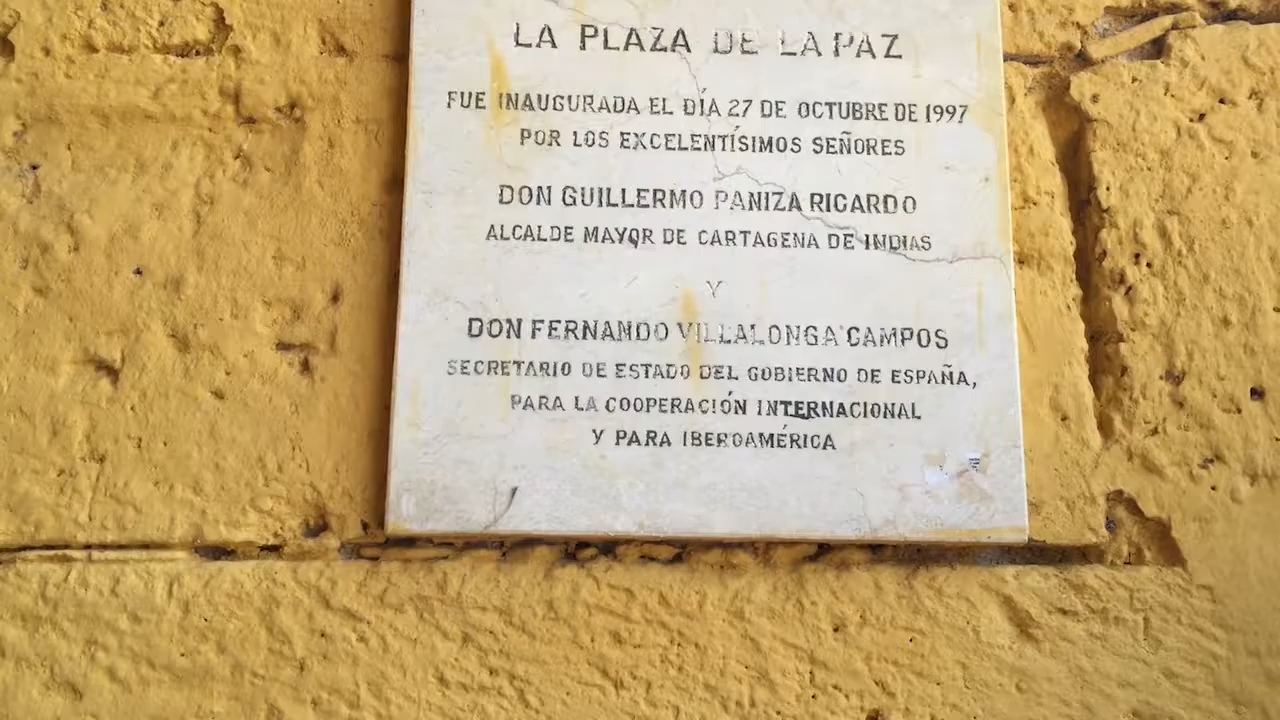 LA PLAZA DE LA PAZ
FUE INAUGURADA EL DÍA 27 DE OCTUBRE DE 1997
POR LOS EXCELENTÍSIMOS SEÑORES
DON GUILLERMO PANIZA RICARDO
ALCALDE MAYOR DE CARTAGENA DE INDIAS
Y
DON FERNANDO VILLALONGA CAMPOS
SECRETARIO DE ESTADO DEL GOBIERNO DE ESPAÑA,
PARA LA COOPERACIÓN INTERNACIONAL
Y PARA IBEROAMÉRICA